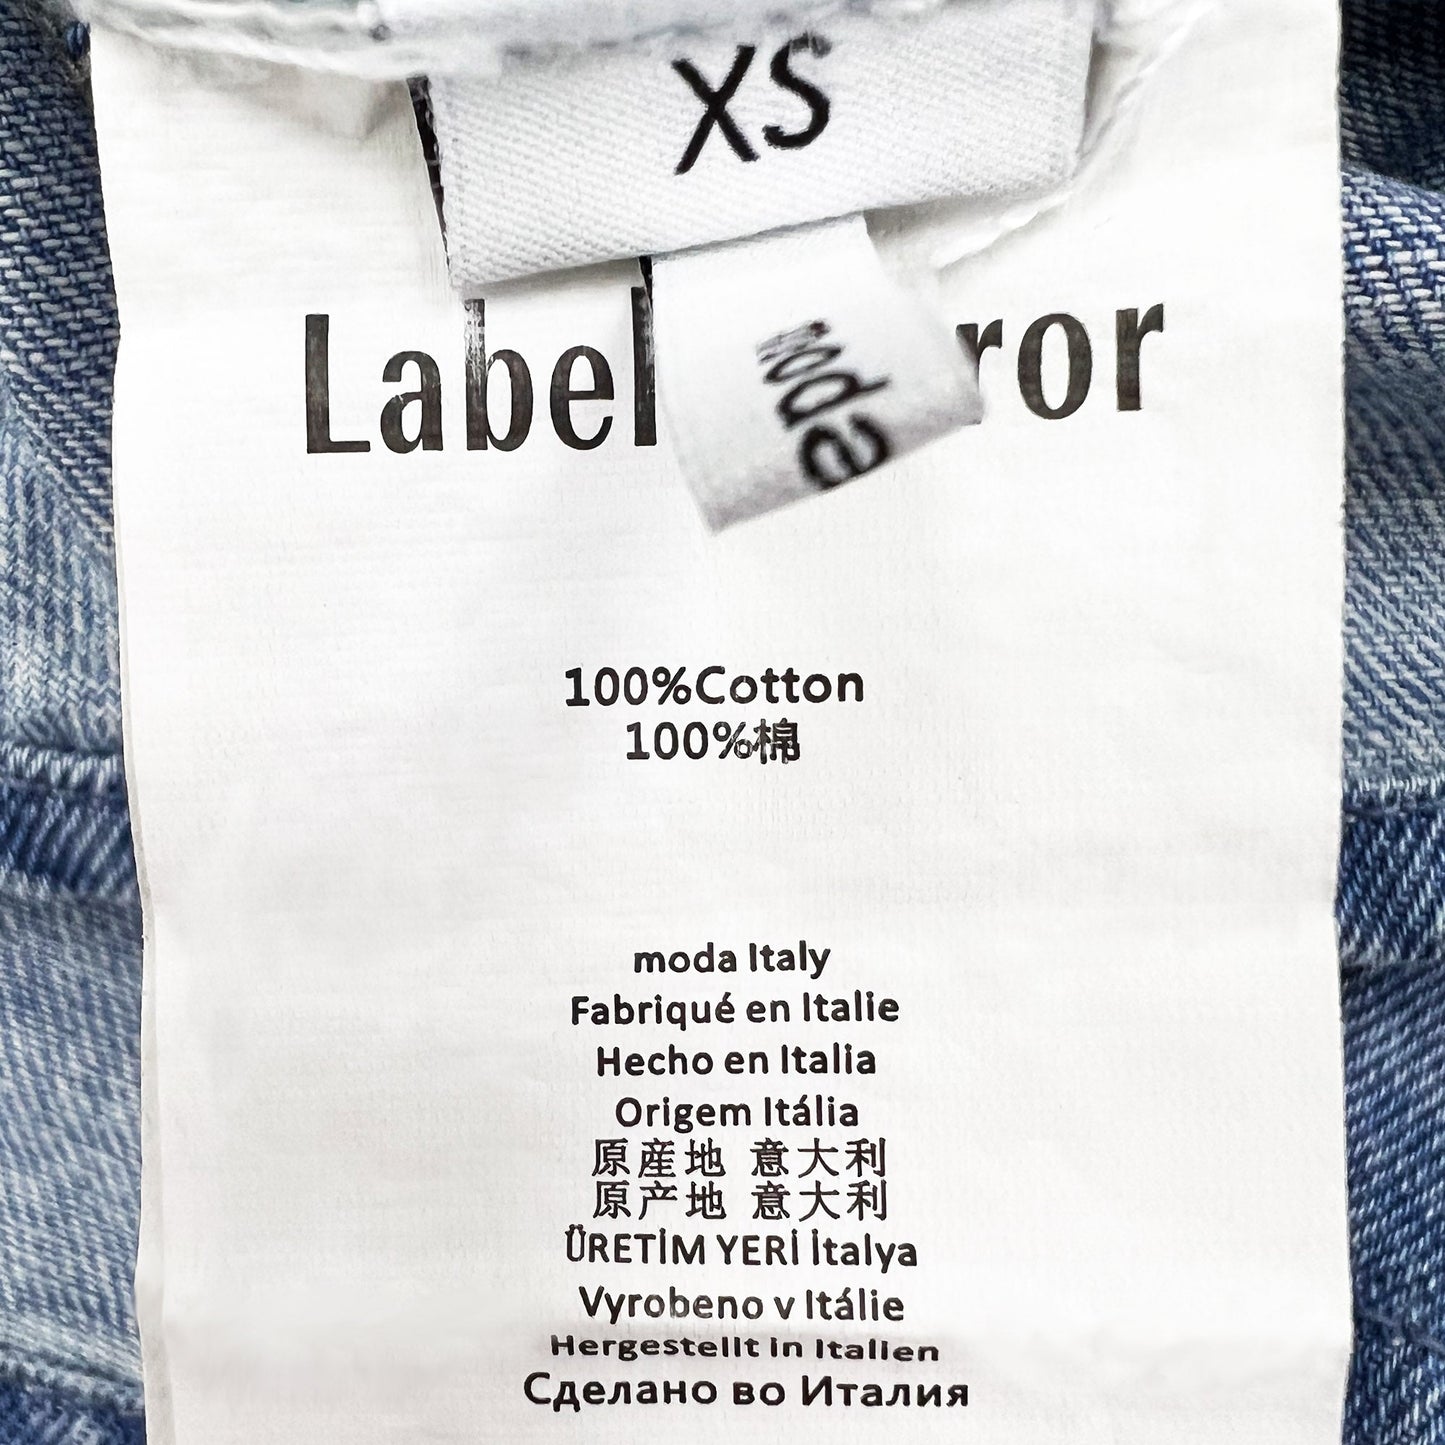 XS
Label ror
moda
100%Cotton
100%棉
moda Italy
Fabriqué en Italie
Hecho en Italia
Origem Itália
原産地 意大利
原产地 意大利
ÜRETİM YERİ İtalya
Vyrobeno v Itálie
Hergestellt in Italien
Сделано во Италия